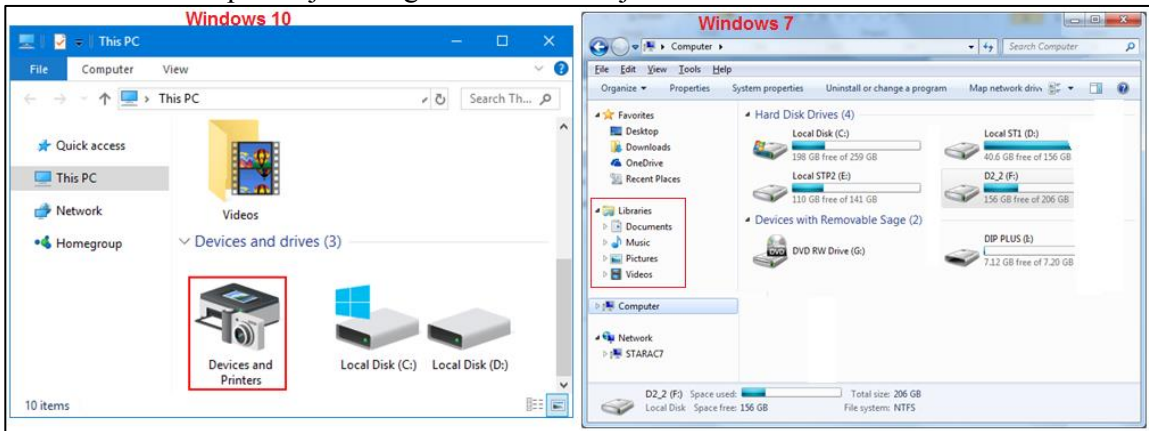 Windows 10
This PC
File Computer View
This PC
Search Th...
Quick access
This PC
Network
Homegroup
Videos
Devices and drives (3)
Devices and
Printers
Local Disk (C:)
Local Disk (D:)
10 items
Windows 7
Computer
Search Computer
File Edit View Tools Help
Organize Properties System properties Uninstall or change a program Map network driv
Favorites
Desktop
Downloads
OneDrive
Recent Places
Libraries
Documents
Music
Pictures
Videos
Computer
Network
STARAC7
Hard Disk Drives (4)
Local Disk (C:)
198 GB free of 259 GB
Local ST1 (D:)
40.6 GB free of 156 GB
Local STP2 (E:)
110 GB free of 141 GB
D2_2 (F:)
156 GB free of 206 GB
Devices with Removable Sage (2)
DVD RW Drive (G:)
DVD
DIP PLUS (I:)
7.12 GB free of 7.20 GB
D2_2 (F:) Space used: Total size: 206 GB
Local Disk Space free: 156 GB File system: NTFS